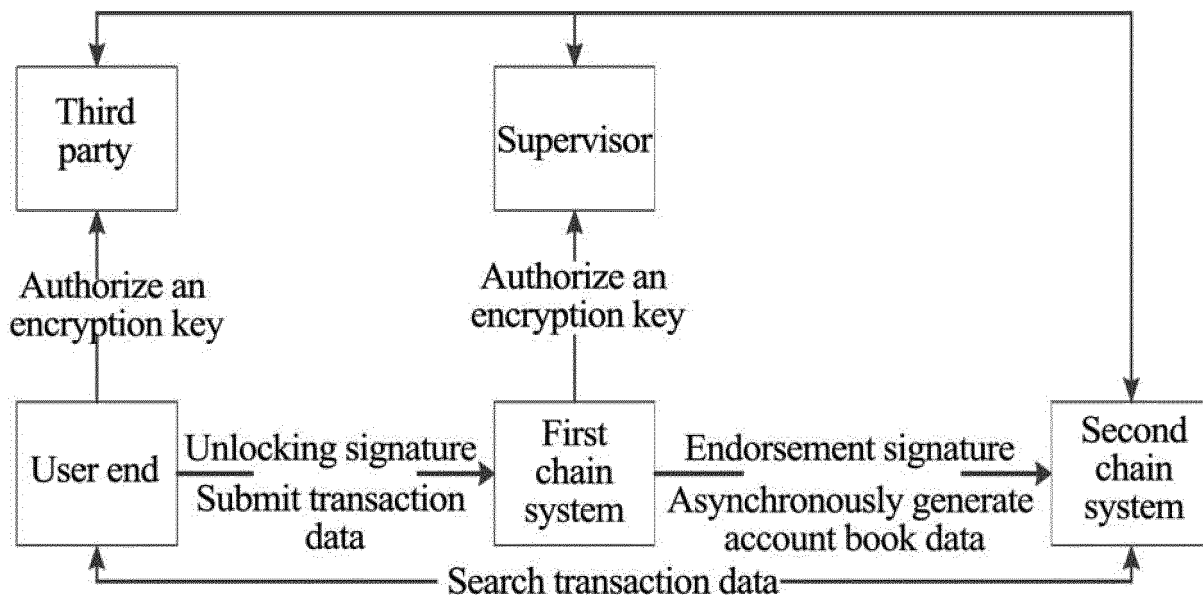 Third
party
Supervisor
Authorize an
encryption key
Authorize an
encryption key
User end
Unlocking signature
Submit transaction
data
First
chain
system
Endorsement signature
Asynchronously generate
account book data
Second
chain
system
Search transaction data